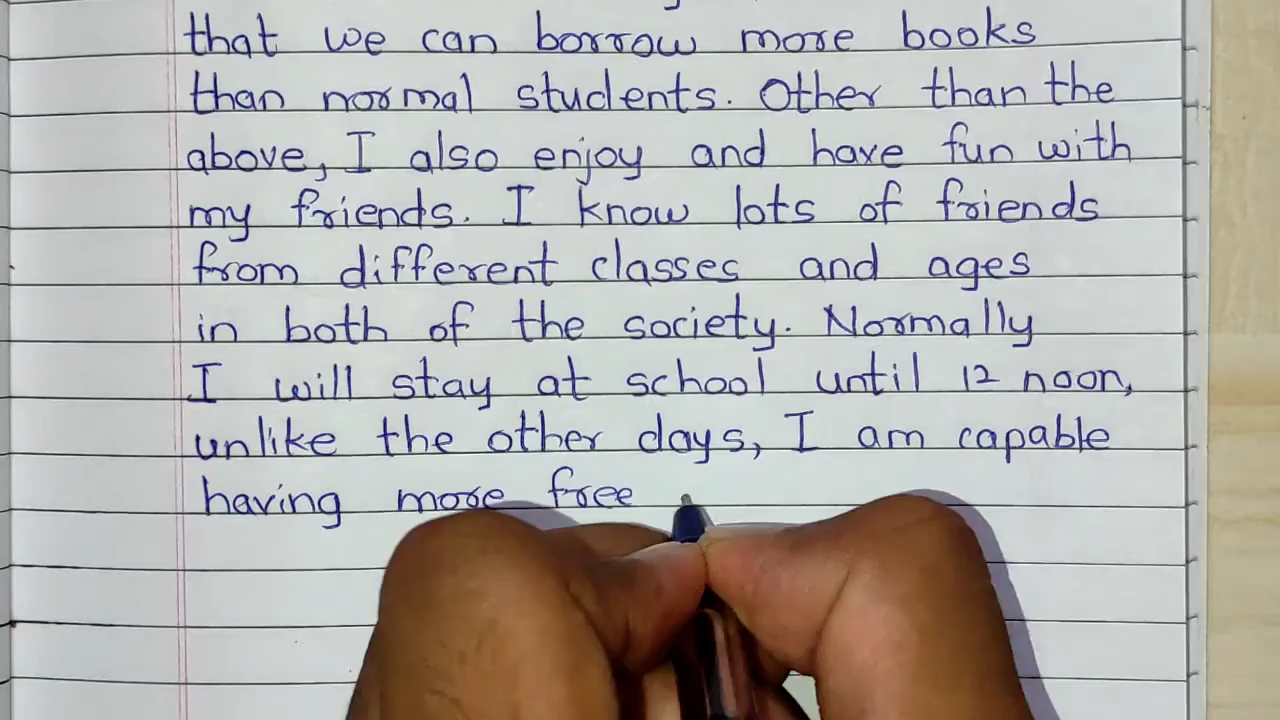 that we can borrow more books
than normal students. Other than the
above, I also enjoy and have fun with
my friends. I know lots of friends
from different classes and ages
in both of the society. Normally
I will stay at school until 12 noon,
unlike the other days, I am capable
having more free